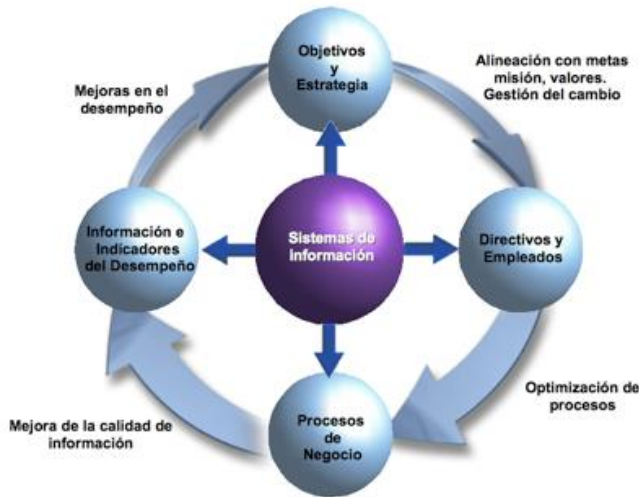 Objetivos
y
Estrategia
Alineación con metas
misión, valores.
Gestión del cambio
Mejoras en el
desempeño
Información e
Indicadores
del Desempeño
Sistemas de
Información
Directivos y
Empleados
Optimización de
procesos
Mejora de la calidad de
información
Procesos
de
Negocio